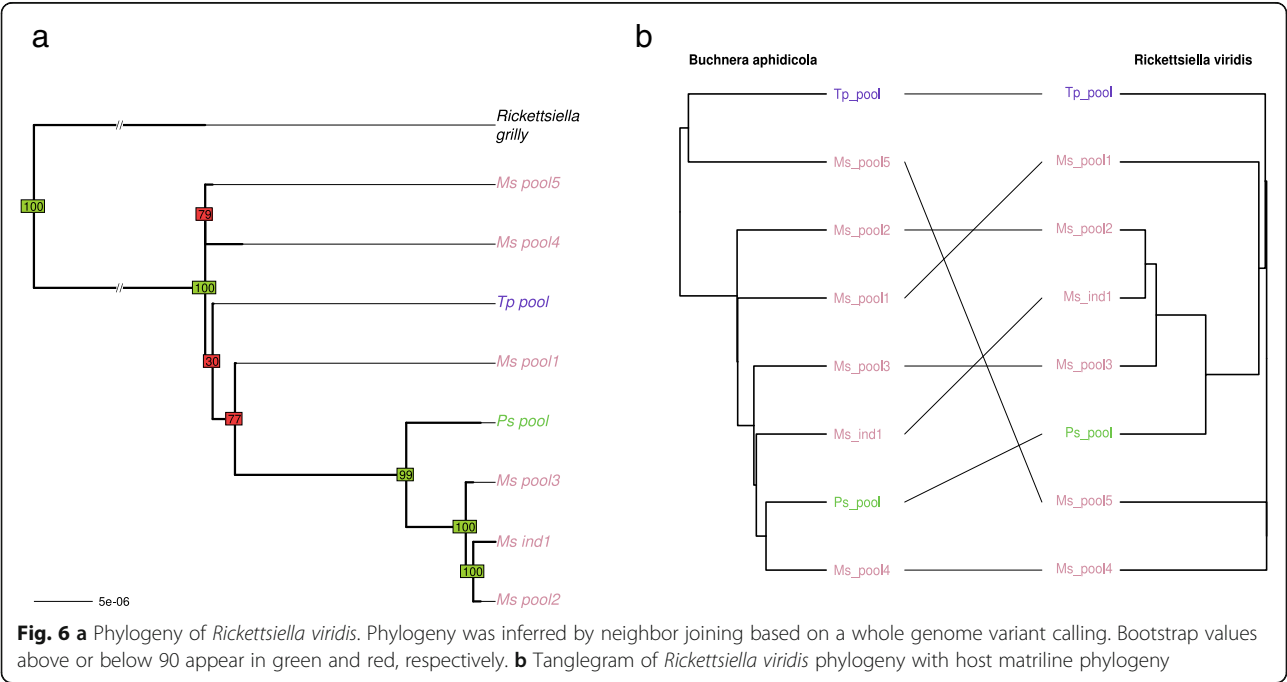 a
Rickettsiella
grilly
Ms pool5
Ms pool4
Tp pool
Ms pool1
Ps pool
Ms pool3
Ms ind1
Ms pool2
100
79
100
30
77
99
100
100
//
//
5e-06
b
Buchnera aphidicola
Rickettsiella viridis
Tp_pool
Tp_pool
Ms_pool5
Ms_pool1
Ms_pool2
Ms_pool2
Ms_pool1
Ms_ind1
Ms_pool3
Ms_pool3
Ms_ind1
Ps_pool
Ps_pool
Ms_pool5
Ms_pool4
Ms_pool4
Fig. 6 a Phylogeny of Rickettsiella viridis. Phylogeny was inferred by neighbor joining based on a whole genome variant calling. Bootstrap values
above or below 90 appear in green and red, respectively. b Tanglegram of Rickettsiella viridis phylogeny with host matriline phylogeny